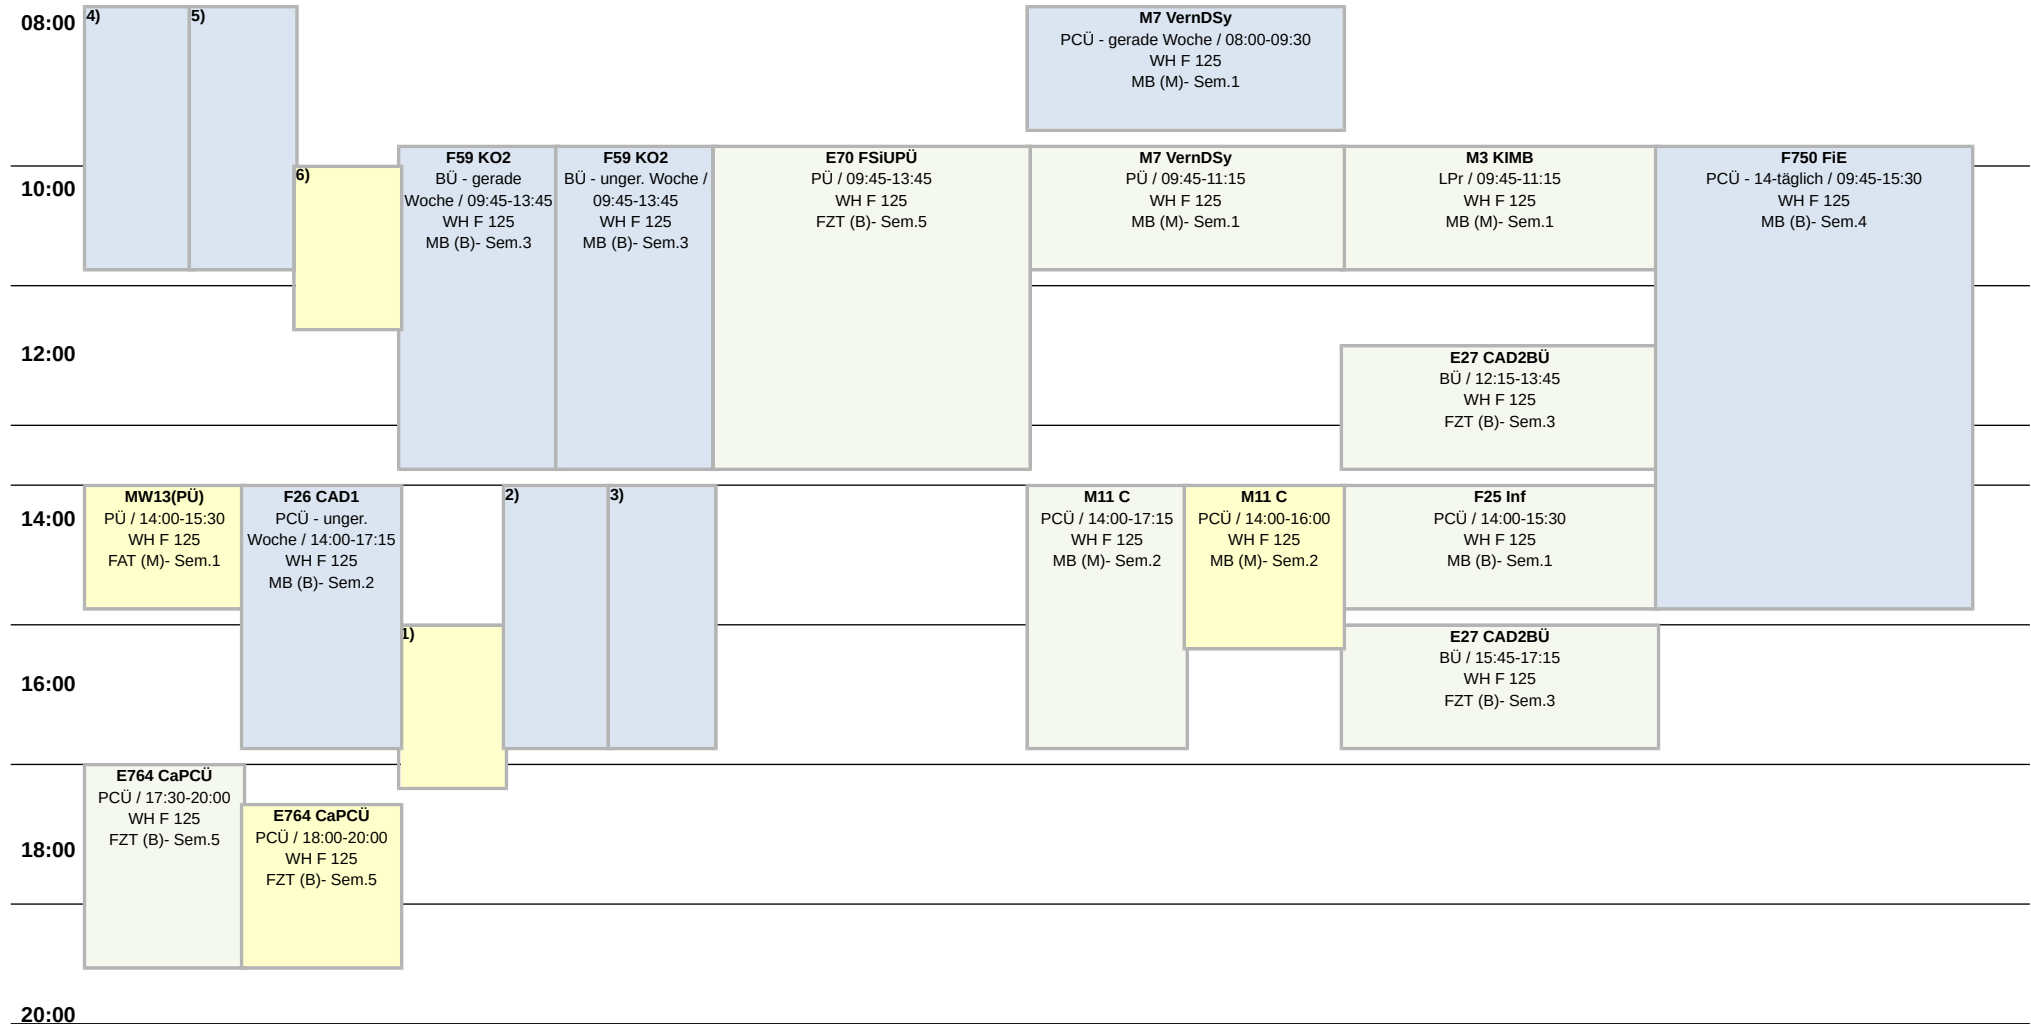 08:00
4)
5)
M7 VernDSy
PCÜ - gerade Woche / 08:00-09:30
WH F 125
MB (M)- Sem.1
10:00
6)
F59 KO2
BÜ - gerade
Woche / 09:45-13:45
WH F 125
MB (B)- Sem.3
F59 KO2
BÜ - unger. Woche /
09:45-13:45
WH F 125
MB (B)- Sem.3
E70 FSiUPÜ
PÜ / 09:45-13:45
WH F 125
FZT (B)- Sem.5
M7 VernDSy
PÜ / 09:45-11:15
WH F 125
MB (M)- Sem.1
M3 KIMB
LPr / 09:45-11:15
WH F 125
MB (M)- Sem.1
F750 FiE
PCÜ - 14-täglich / 09:45-15:30
WH F 125
MB (B)- Sem.4
12:00
E27 CAD2BÜ
BÜ / 12:15-13:45
WH F 125
FZT (B)- Sem.3
14:00
MW13(PÜ)
PÜ / 14:00-15:30
WH F 125
FAT (M)- Sem.1
F26 CAD1
PCÜ - unger.
Woche / 14:00-17:15
WH F 125
MB (B)- Sem.2
2)
3)
M11 C
PCÜ / 14:00-17:15
WH F 125
MB (M)- Sem.2
M11 C
PCÜ / 14:00-16:00
WH F 125
MB (M)- Sem.2
F25 Inf
PCÜ / 14:00-15:30
WH F 125
MB (B)- Sem.1
1)
E27 CAD2BÜ
BÜ / 15:45-17:15
WH F 125
FZT (B)- Sem.3
16:00
E764 CaPCÜ
PCÜ / 17:30-20:00
WH F 125
FZT (B)- Sem.5
E764 CaPCÜ
PCÜ / 18:00-20:00
WH F 125
FZT (B)- Sem.5
18:00
20:00